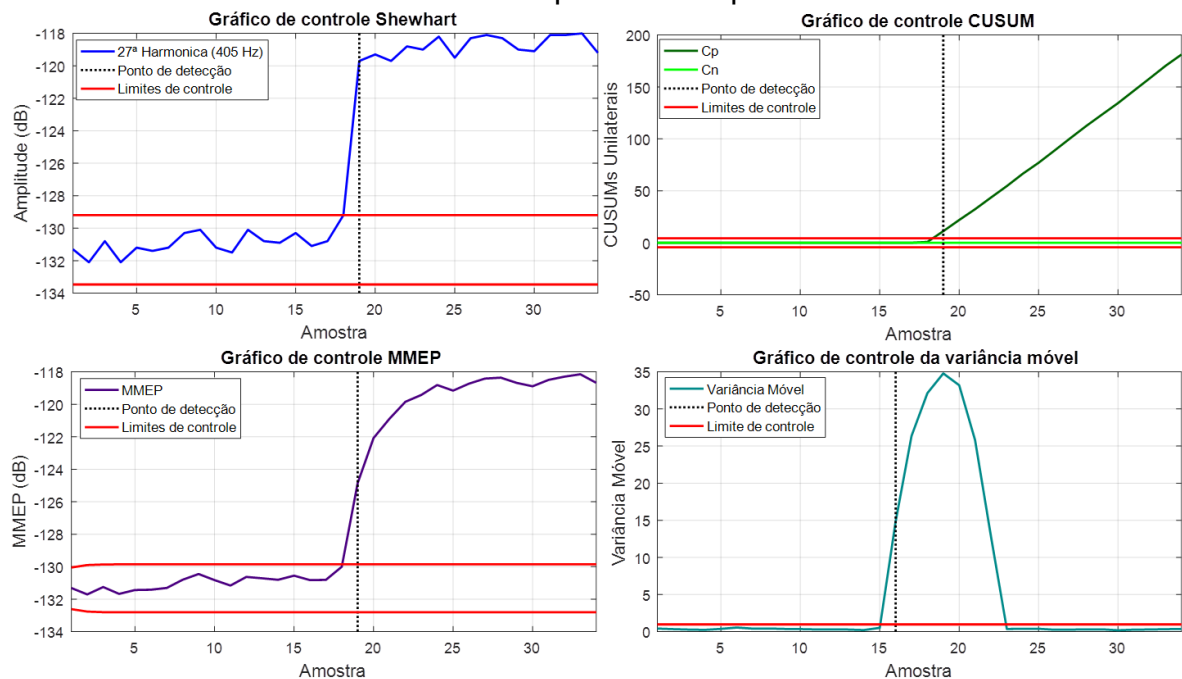 Gráfico de controle Shewhart
27ª Harmonica (405 Hz)
Ponto de detecção
Limites de controle
Amplitude (dB)
-118
-120
-122
-124
-126
-128
-130
-132
-134
5
10
15
20
25
30
Amostra
Gráfico de controle CUSUM
Cp
Cn
Ponto de detecção
Limites de controle
CUSUMs Unilaterais
200
150
100
50
0
-50
5
10
15
20
25
30
Amostra
Gráfico de controle MMEP
MMEP
Ponto de detecção
Limites de controle
MMEP (dB)
-118
-120
-122
-124
-126
-128
-130
-132
-134
5
10
15
20
25
30
Amostra
Gráfico de controle da variância móvel
Variância Móvel
Ponto de detecção
Limite de controle
Variância Móvel
35
30
25
20
15
10
5
0
5
10
15
20
25
30
Amostra